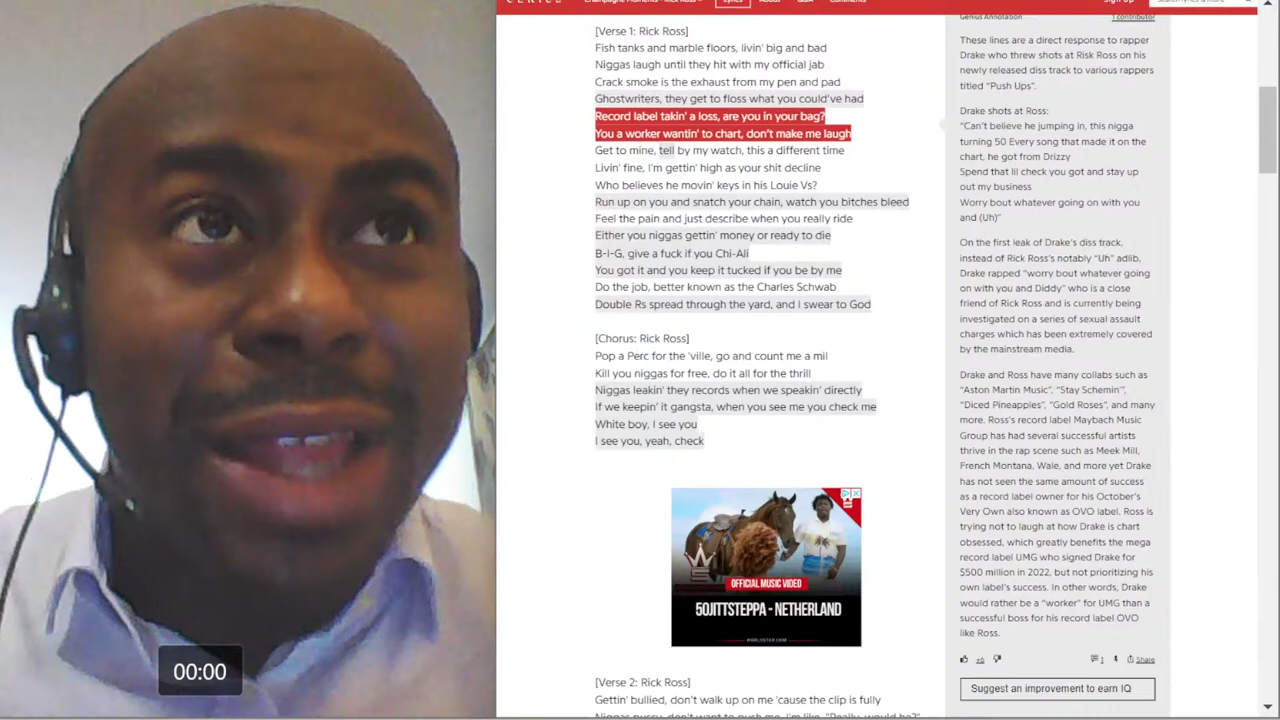 [Verse 1: Rick Ross]
Fish tanks and marble floors, livin' big and bad
Niggas laugh until they hit with my official jab
Crack smoke is the exhaust from my pen and pad
Ghostwriters, they get to floss what you could've had
Record label takin' a loss, are you in your bag?
You a worker wantin' to chart, don't make me laugh
Get to mine, tell by my watch, this a different time
Livin' fine, I'm gettin' high as your shit decline
Who believes he movin' keys in his Louie Vs?
Run up on you and snatch your chain, watch you bitches bleed
Feel the pain and just describe when you really ride
Either you niggas gettin' money or ready to die
B-I-G, give a fuck if you Chi-Ali
You got it and you keep it tucked if you be by me
Do the job, better known as the Charles Schwab
Double Rs spread through the yard, and I swear to God
[Chorus: Rick Ross]
Pop a Perc for the 'ville, go and count me a mil
Kill you niggas for free, do it all for the thrill
Niggas leakin' they records when we speakin' directly
If we keepin' it gangsta, when you see me you check me
White boy, I see you
I see you, yeah, check
OFFICIAL MUSIC VIDEO
50JITTSTEPPA - NETHERLAND
WORLDSTAR.COM
[Verse 2: Rick Ross]
Gettin' bullied, don't walk up on me 'cause the clip is fully
Genius Annotation
1 contributor
These lines are a direct response to rapper
Drake who threw shots at Risk Ross on his
newly released diss track to various rappers
titled “Push Ups”.
Drake shots at Ross:
“Can't believe he jumping in, this nigga
turning 50 Every song that made it on the
chart, he got from Drizzy
Spend that lil check you got and stay up
out my business
Worry bout whatever going on with you
and (Uh)”
On the first leak of Drake's diss track,
instead of Rick Ross's notably “Uh” adlib,
Drake rapped “worry bout whatever going
on with you and Diddy” who is a close
friend of Rick Ross and is currently being
investigated on a series of sexual assault
charges which has been extremely covered
by the mainstream media.
Drake and Ross have many collabs such as
“Aston Martin Music”, “Stay Schemin'”,
“Diced Pineapples”, “Gold Roses”, and many
more. Ross's record label Maybach Music
Group has had several successful artists
thrive in the rap scene such as Meek Mill,
French Montana, Wale, and more yet Drake
has not seen the same amount of success
as a record label owner for his October's
Very Own also known as OVO label. Ross is
trying not to laugh at how Drake is chart
obsessed, which greatly benefits the mega
record label UMG who signed Drake for
$500 million in 2022, but not prioritizing his
own label's success. In other words, Drake
would rather be a “worker” for UMG than a
successful boss for his record label OVO
like Ross.
+6
1
Share
Suggest an improvement to earn IQ
00:00